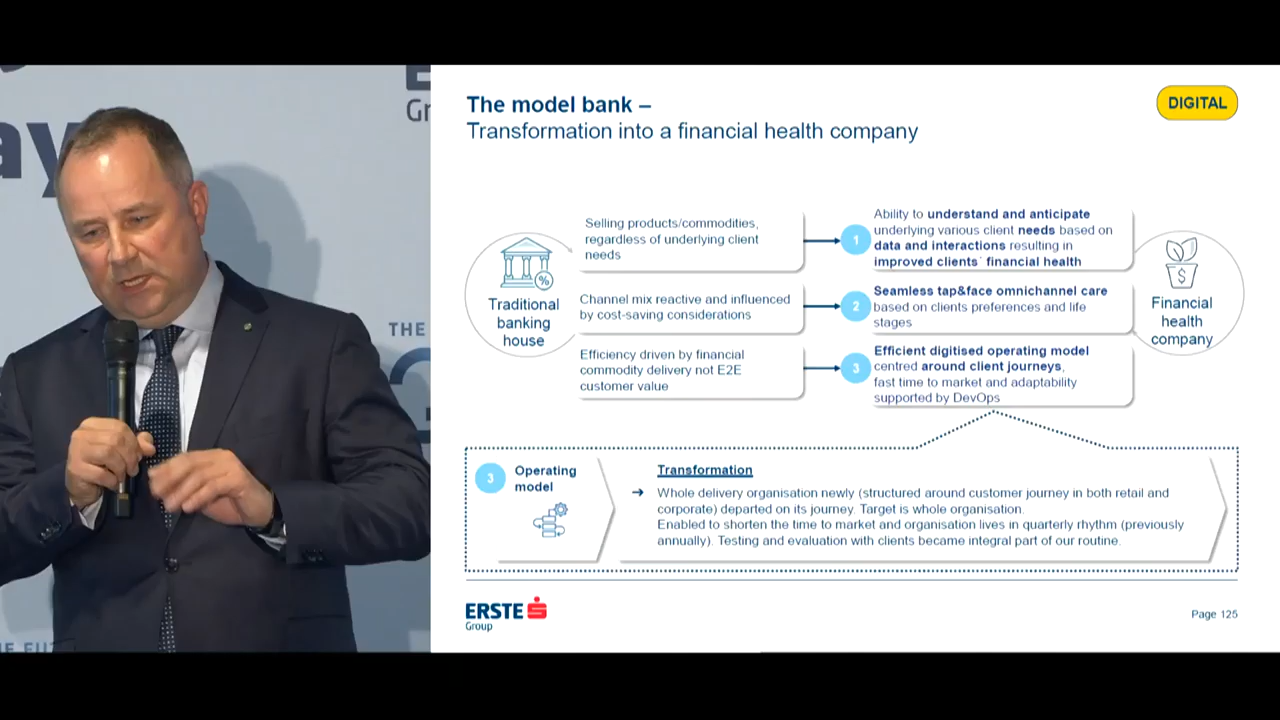 ay
Gr
THE
The model bank –
Transformation into a financial health company
DIGITAL
Traditional
banking
house
Selling products/commodities,
regardless of underlying client
needs
1
Ability to understand and anticipate
underlying various client needs based on
data and interactions resulting in
improved clients´ financial health
Channel mix reactive and influenced
by cost-saving considerations
2
Seamless tap&face omnichannel care
based on clients preferences and life
stages
Efficiency driven by financial
commodity delivery not E2E
customer value
3
Efficient digitised operating model
centred around client journeys,
fast time to market and adaptability
supported by DevOps
$
Financial
health
company
3
Operating
model
Transformation
➔ Whole delivery organisation newly (structured around customer journey in both retail and
corporate) departed on its journey. Target is whole organisation.
Enabled to shorten the time to market and organisation lives in quarterly rhythm (previously
annually). Testing and evaluation with clients became integral part of our routine.
ERSTE
Group
Page 125